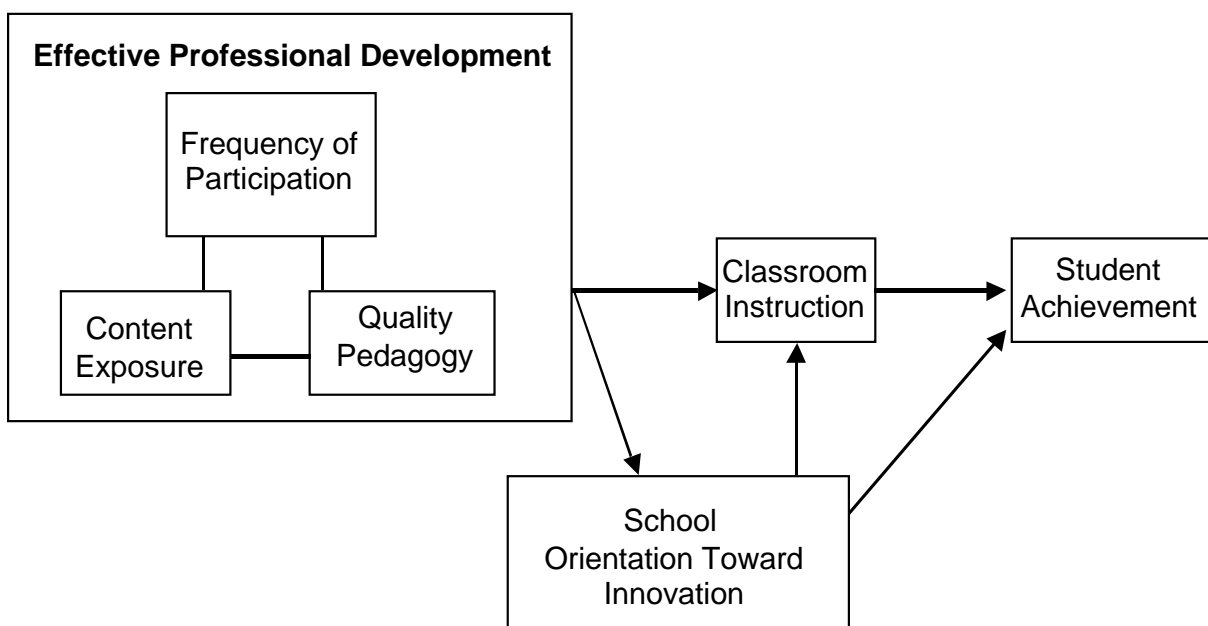 Effective Professional Development
Frequency of
Participation
Content
Exposure
Quality
Pedagogy
Classroom
Instruction
Student
Achievement
School
Orientation Toward
Innovation